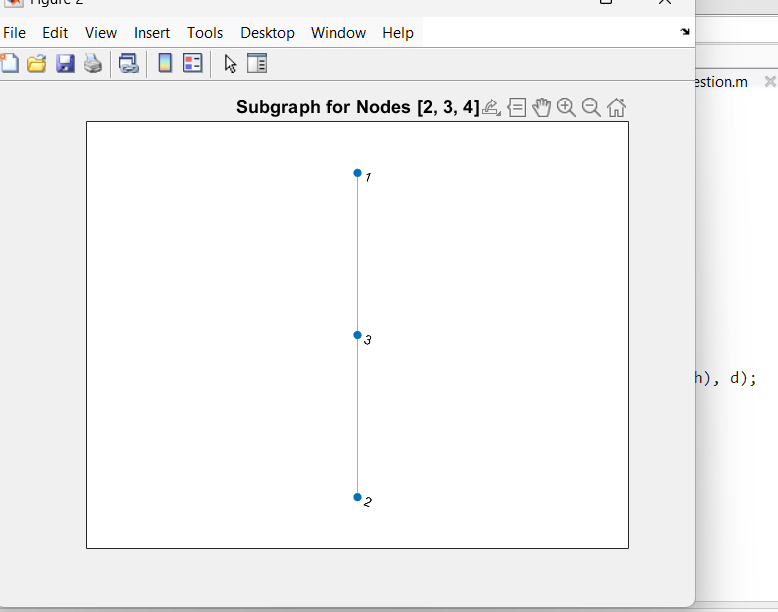 Figure 2
File Edit View Insert Tools Desktop Window Help
estion.m
Subgraph for Nodes [2, 3, 4]
1
3
h), d);
2